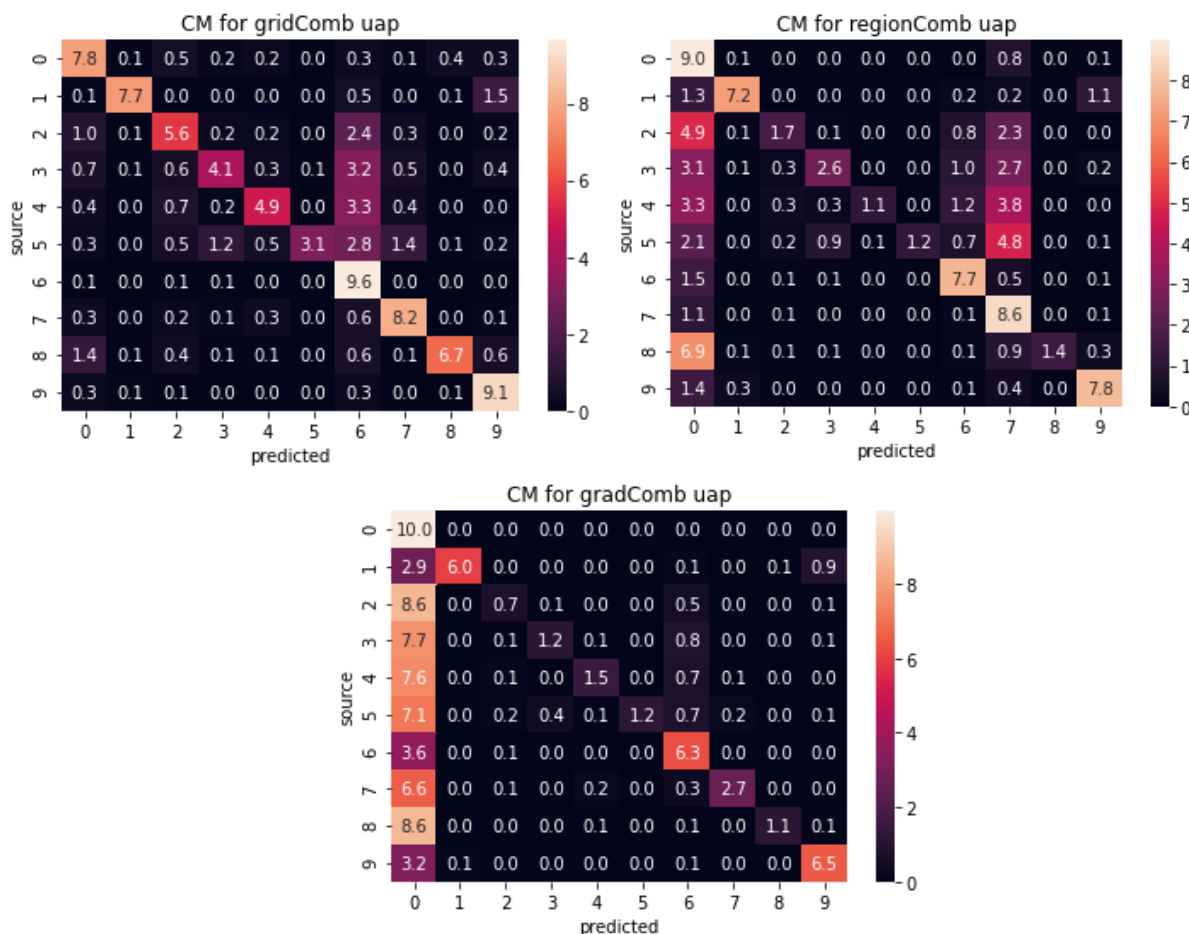 CM for gridComb uap
0 7.8 0.1 0.5 0.2 0.2 0.0 0.3 0.1 0.4 0.3
1 0.1 7.7 0.0 0.0 0.0 0.0 0.5 0.0 0.1 1.5
2 1.0 0.1 5.6 0.2 0.2 0.0 2.4 0.3 0.0 0.2
3 0.7 0.1 0.6 4.1 0.3 0.1 3.2 0.5 0.0 0.4
4 0.4 0.0 0.7 0.2 4.9 0.0 3.3 0.4 0.0 0.0
5 0.3 0.0 0.5 1.2 0.5 3.1 2.8 1.4 0.1 0.2
6 0.1 0.0 0.1 0.1 0.0 0.0 9.6 0.0 0.0 0.0
7 0.3 0.0 0.2 0.1 0.3 0.0 0.6 8.2 0.0 0.1
8 1.4 0.1 0.4 0.1 0.1 0.0 0.6 0.1 6.7 0.6
9 0.3 0.1 0.1 0.0 0.0 0.0 0.3 0.0 0.1 9.1
0 1 2 3 4 5 6 7 8 9
predicted
source
8
6
4
2
0
CM for regionComb uap
0 9.0 0.1 0.0 0.0 0.0 0.0 0.0 0.8 0.0 0.1
1 1.3 7.2 0.0 0.0 0.0 0.0 0.2 0.2 0.0 1.1
2 4.9 0.1 1.7 0.1 0.0 0.0 0.8 2.3 0.0 0.0
3 3.1 0.1 0.3 2.6 0.0 0.0 1.0 2.7 0.0 0.2
4 3.3 0.0 0.3 0.3 1.1 0.0 1.2 3.8 0.0 0.0
5 2.1 0.0 0.2 0.9 0.1 1.2 0.7 4.8 0.0 0.1
6 1.5 0.0 0.1 0.1 0.0 0.0 7.7 0.5 0.0 0.1
7 1.1 0.0 0.1 0.0 0.0 0.0 0.1 8.6 0.0 0.0
8 6.9 0.1 0.1 0.1 0.0 0.0 0.1 0.9 1.4 0.3
9 1.4 0.3 0.0 0.0 0.0 0.0 0.1 0.4 0.0 7.8
0 1 2 3 4 5 6 7 8 9
predicted
source
8
7
6
5
4
3
2
1
0
CM for gradComb uap
0 10.0 0.0 0.0 0.0 0.0 0.0 0.0 0.0 0.0 0.0
1 2.9 6.0 0.0 0.0 0.0 0.0 0.1 0.0 0.1 0.9
2 8.6 0.0 0.7 0.1 0.0 0.0 0.5 0.0 0.0 0.1
3 7.7 0.0 0.1 1.2 0.1 0.0 0.8 0.0 0.0 0.1
4 7.6 0.0 0.1 0.0 1.5 0.0 0.7 0.1 0.0 0.0
5 7.1 0.0 0.2 0.4 0.1 1.2 0.7 0.2 0.0 0.1
6 3.6 0.0 0.1 0.0 0.0 0.0 6.3 0.0 0.0 0.0
7 6.6 0.0 0.1 0.0 0.2 0.0 0.3 2.7 0.0 0.0
8 8.6 0.0 0.0 0.0 0.1 0.0 0.1 0.0 1.1 0.1
9 3.2 0.1 0.0 0.0 0.0 0.0 0.1 0.0 0.0 6.5
0 1 2 3 4 5 6 7 8 9
predicted
source
8
6
4
2
0